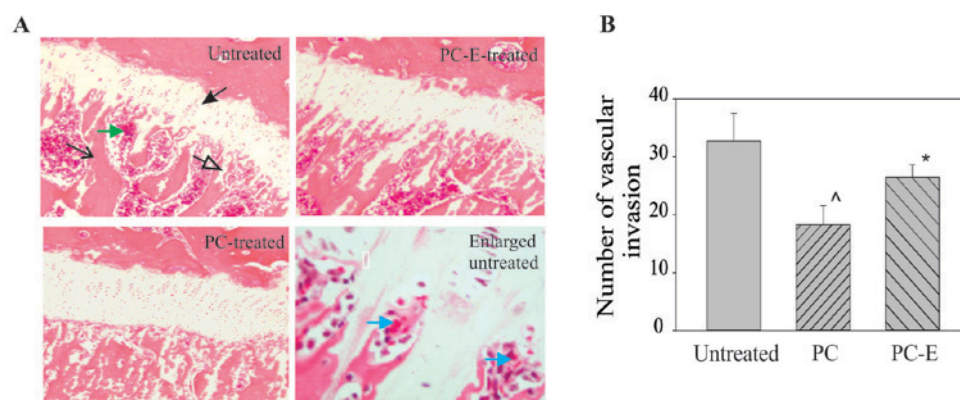 A
Untreated
PC-E-treated
PC-treated
Enlarged
untreated
B
Number of vascular
invasion
40
30
20
10
0
^
*
Untreated
PC
PC-E